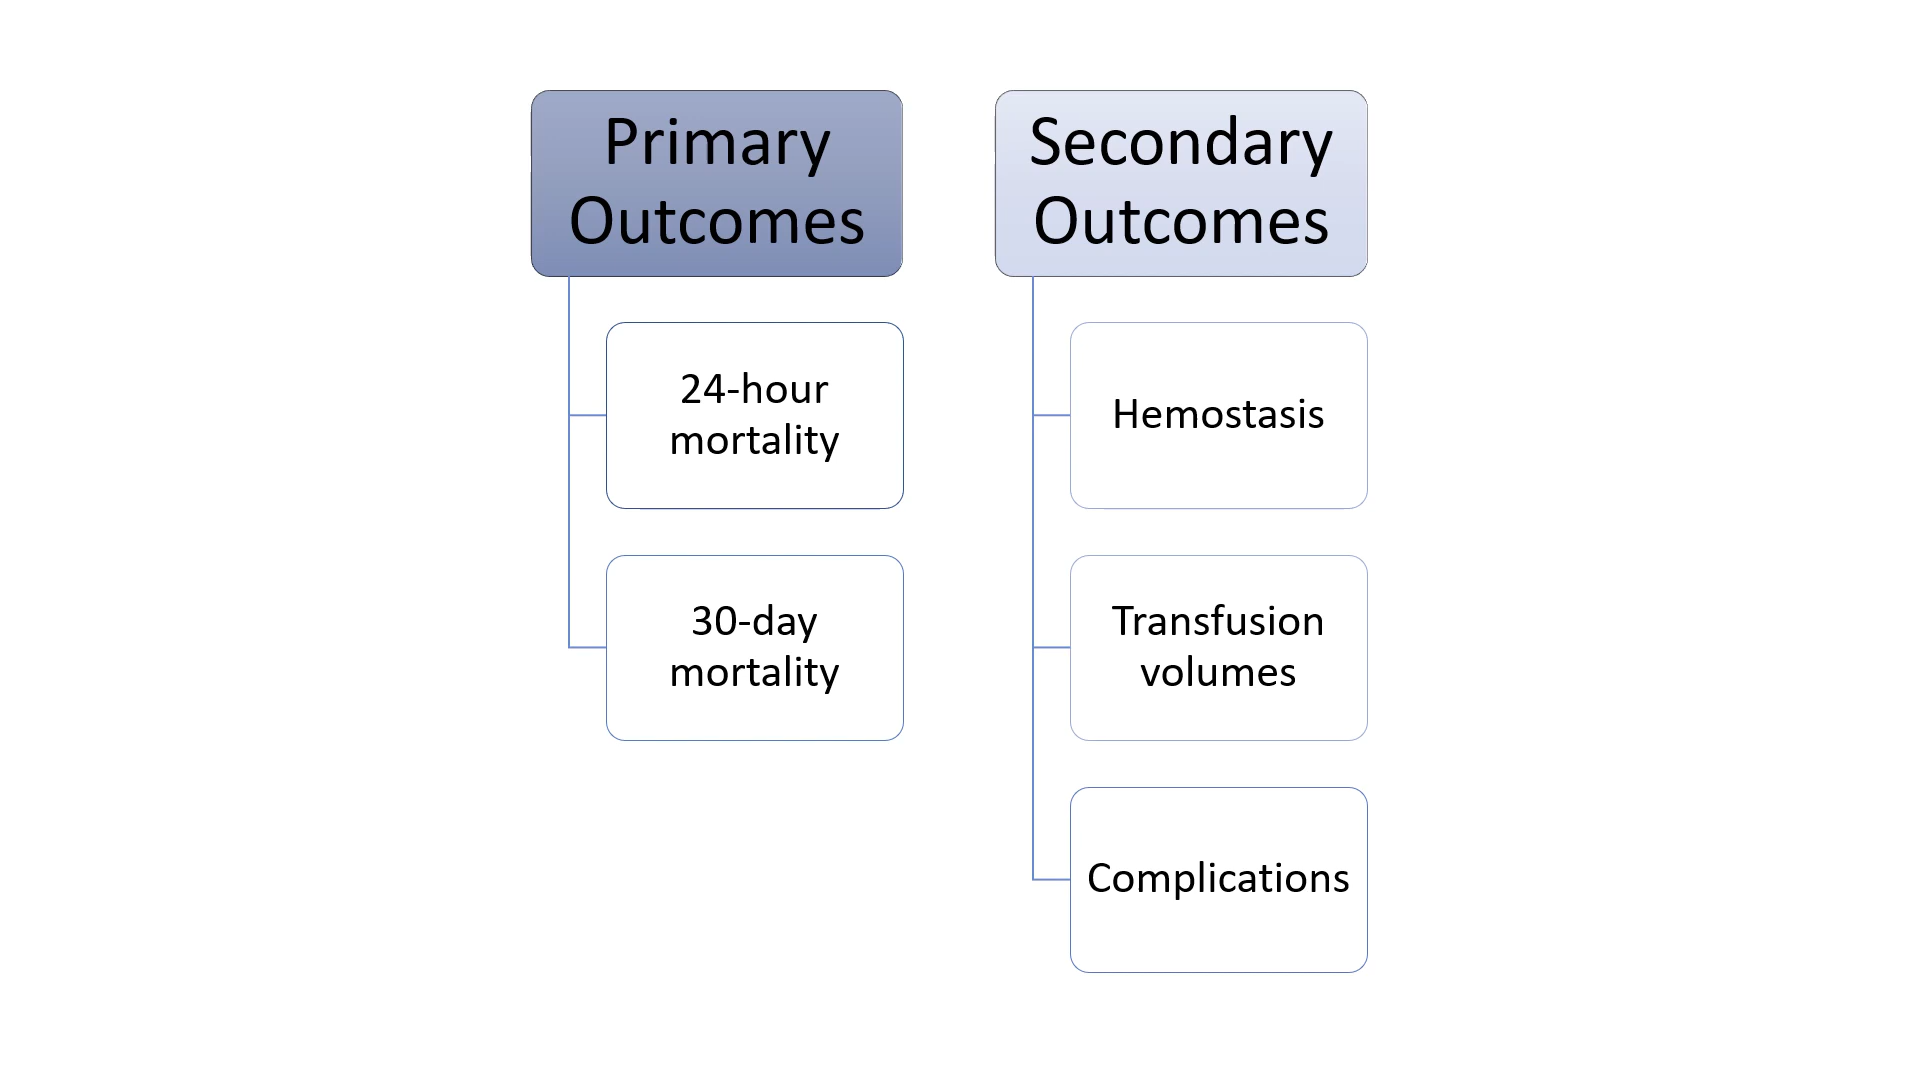 Primary
Outcomes
24-hour
mortality
30-day
mortality
Secondary
Outcomes
Hemostasis
Transfusion
volumes
Complications